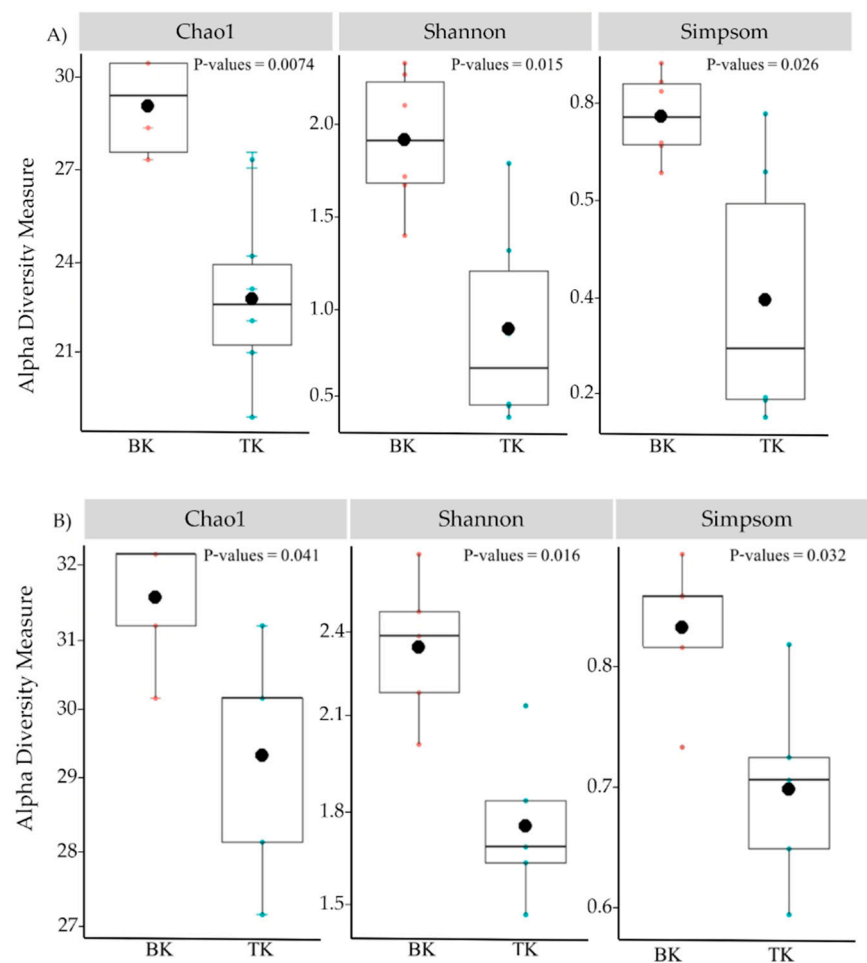 A)
Chao1
Shannon
Simpsom
P-values = 0.0074
P-values = 0.015
P-values = 0.026
Alpha Diversity Measure
30
27
24
21
2.0
1.5
1.0
0.5
0.8
0.5
0.4
0.2
BK
TK
BK
TK
BK
TK
B)
Chao1
Shannon
Simpsom
P-values = 0.041
P-values = 0.016
P-values = 0.032
Alpha Diversity Measure
32
31
30
29
28
27
2.4
2.1
1.8
1.5
0.8
0.7
0.6
BK
TK
BK
TK
BK
TK